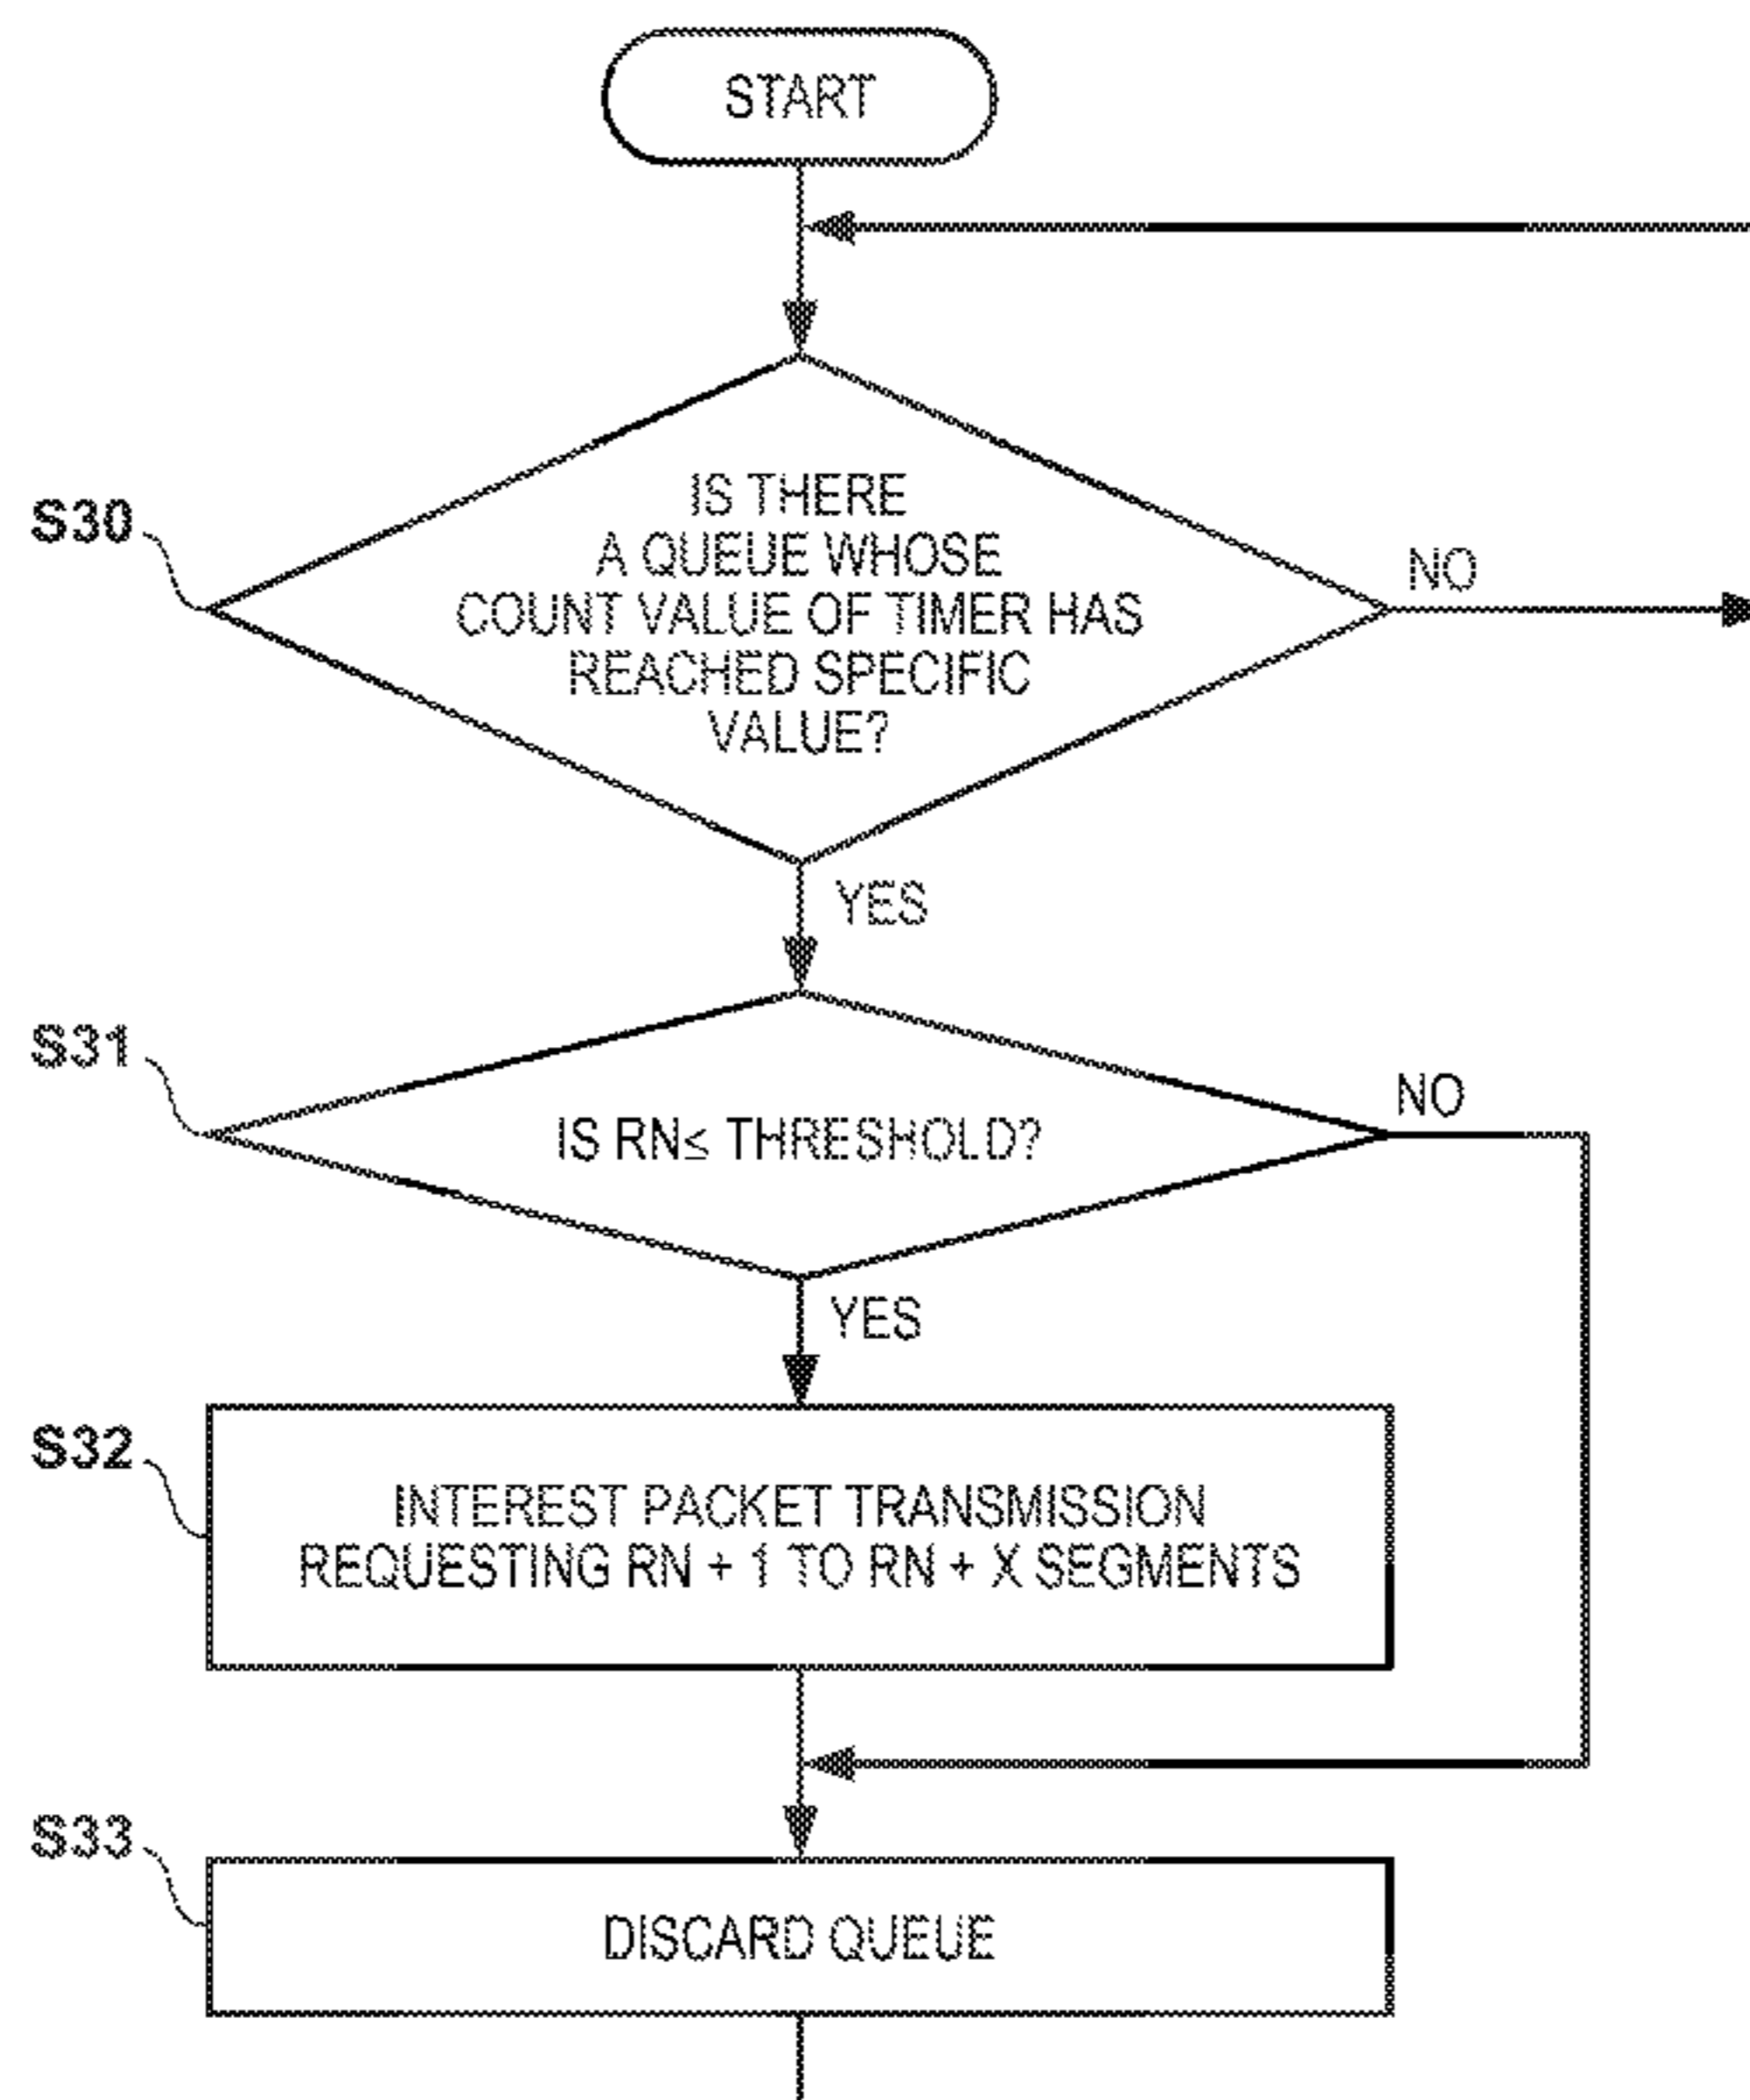 START
S30
IS THERE
A QUEUE WHOSE
COUNT VALUE OF TIMER HAS
REACHED SPECIFIC
VALUE?
NO
YES
S31
IS RN≤ THRESHOLD?
NO
YES
S32
INTEREST PACKET TRANSMISSION
REQUESTING RN + 1 TO RN + X SEGMENTS
S33
DISCARD QUEUE